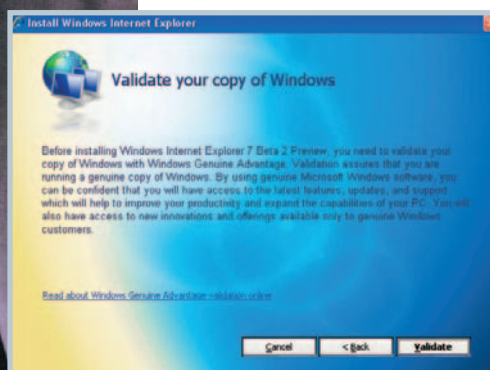 Install Windows Internet Explorer
Validate your copy of Windows
Before installing Windows Internet Explorer 7 Beta 2 Preview, you need to validate your
copy of Windows with Windows Genuine Advantage. Validation assures that you are
running a genuine copy of Windows. By using genuine Microsoft Windows software, you
can be confident that you will have access to the latest features, updates, and support
which will help to improve your productivity and expand the capabilities of your PC. You will
also have access to new innovations and offerings available only to genuine Windows
customers.
Read about Windows Genuine Advantage validation online
Cancel
< Back
Validate